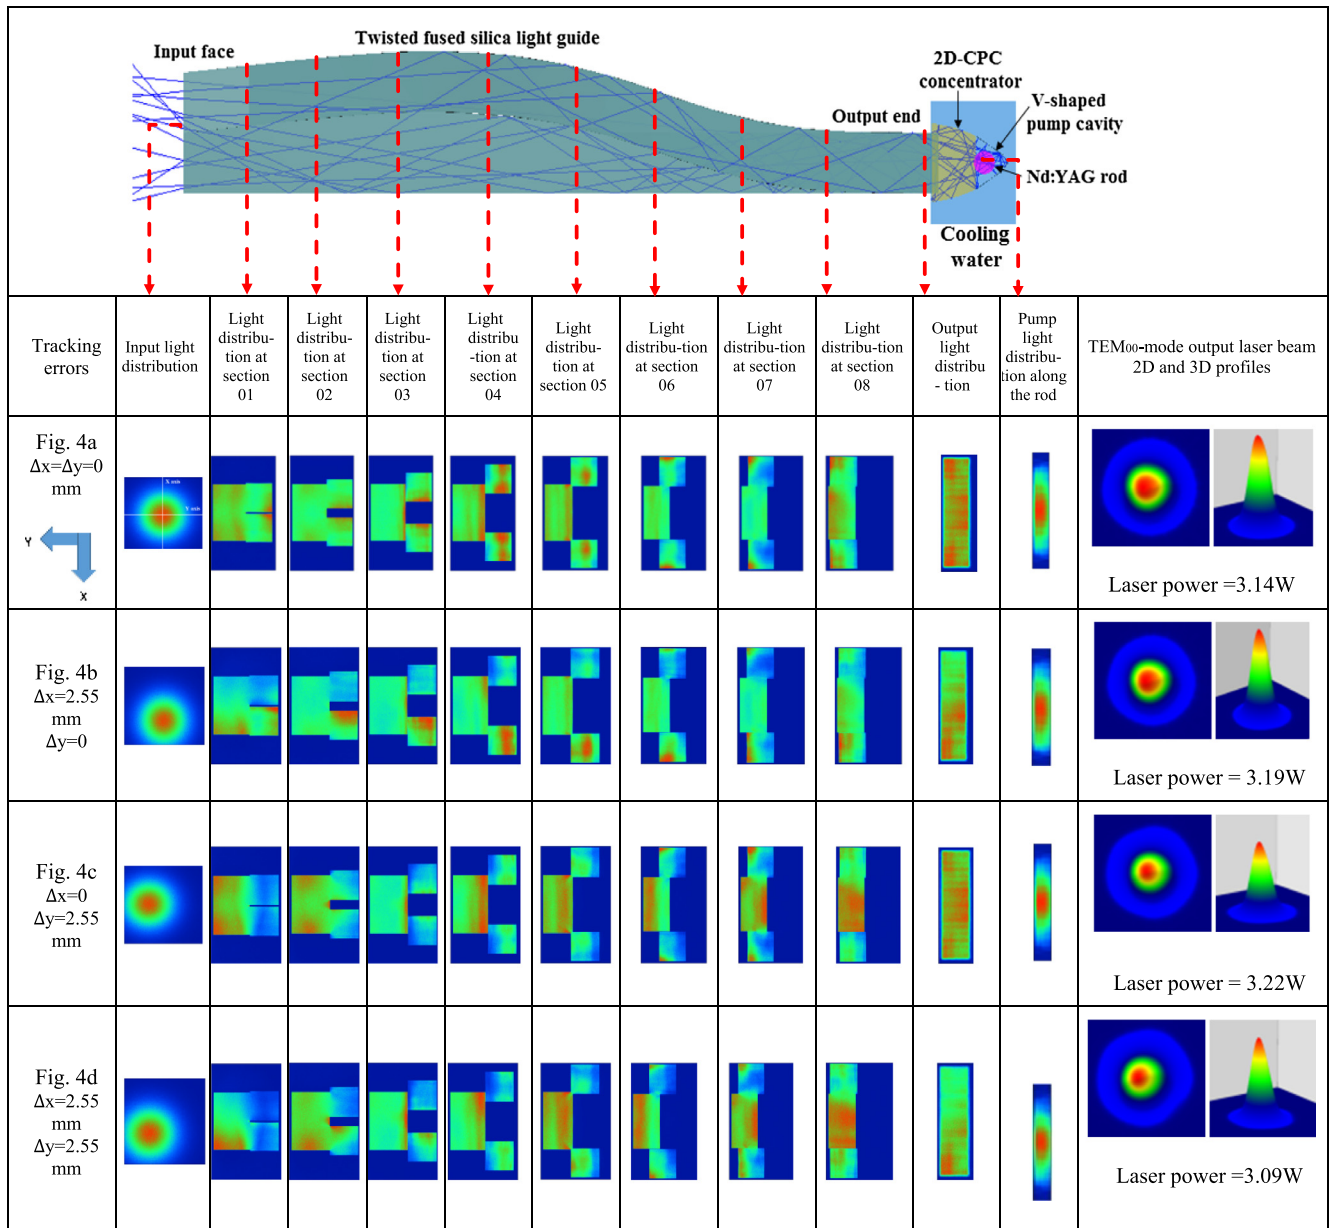 Twisted fused silica light guide
Input face
2D-CPC
concentrator
V-shaped
pump cavity
Output end
Nd:YAG rod
Cooling
water
Tracking
errors
Input light
distribution
Light
distribu-
tion at
section
01
Light
distribu-
tion at
section
02
Light
distribu-
tion at
section
03
Light
distribu
-tion at
section
04
Light
distribu-
tion at
section 05
Light
distribu-tion
at section
06
Light
distribu-tion
at section
07
Light
distribu-tion
at section
08
Output
light
distribu
- tion
Pump
light
distribu-
tion along
the rod
TEM₀₀-mode output laser beam
2D and 3D profiles
Fig. 4a
Δx=Δy=0
mm
Y
X
X axis
Y axis
Laser power =3.14W
Fig. 4b
Δx=2.55
mm
Δy=0
Laser power = 3.19W
Fig. 4c
Δx=0
Δy=2.55
mm
Laser power = 3.22W
Fig. 4d
Δx=2.55
mm
Δy=2.55
mm
Laser power =3.09W